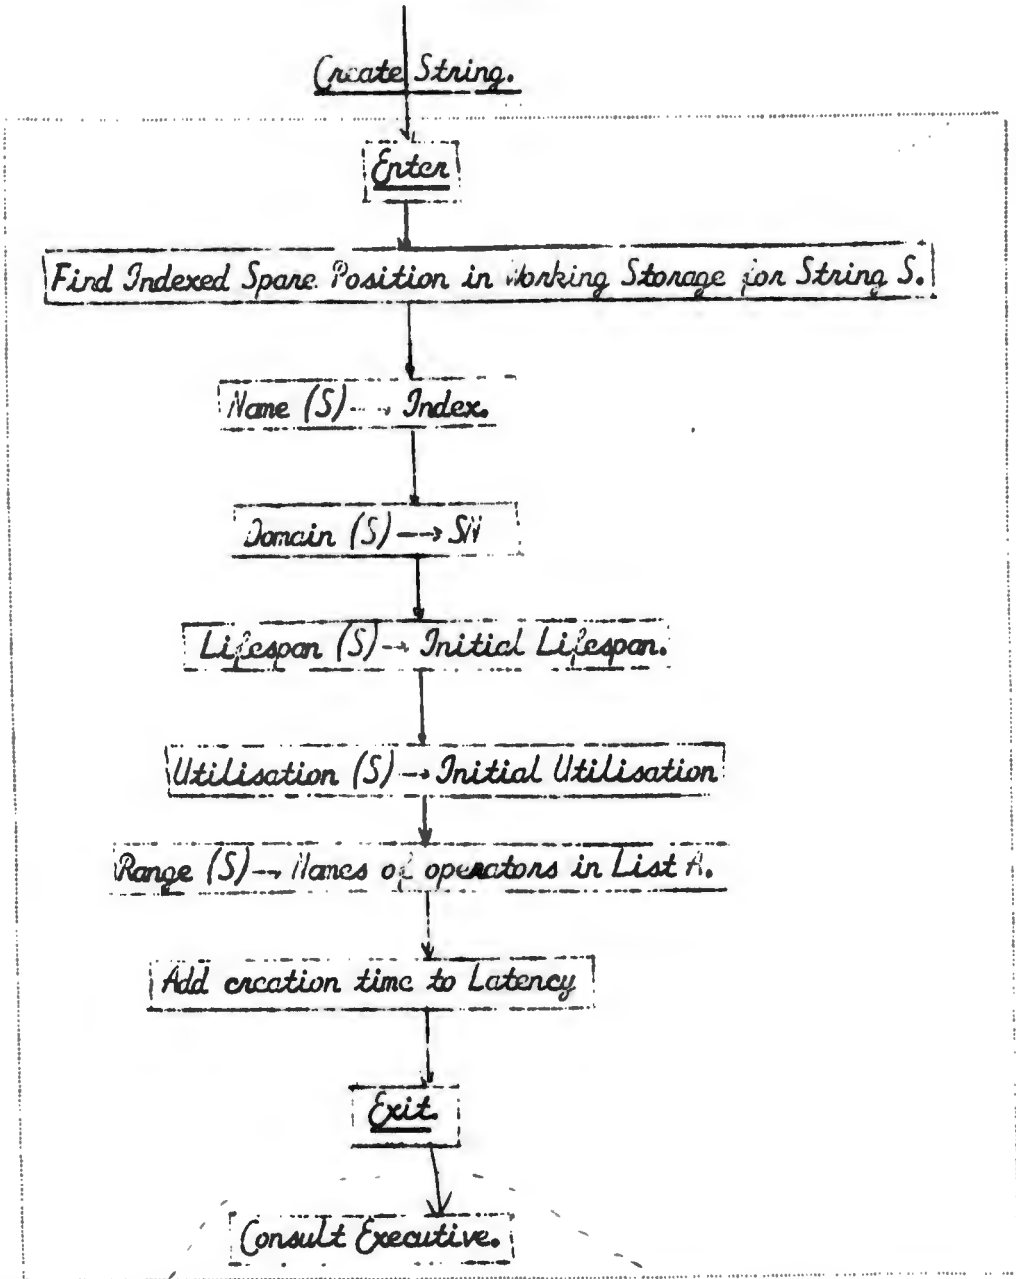 Create String.
Enter
Find Indexed Spare Position in Working Storage for String S.
Name (S) → Index.
Domain (S) → SN
Lifespan (S) → Initial Lifespan.
Utilisation (S) → Initial Utilisation
Range (S) → Names of operators in List A.
Add creation time to Latency
Exit.
Consult Executive.